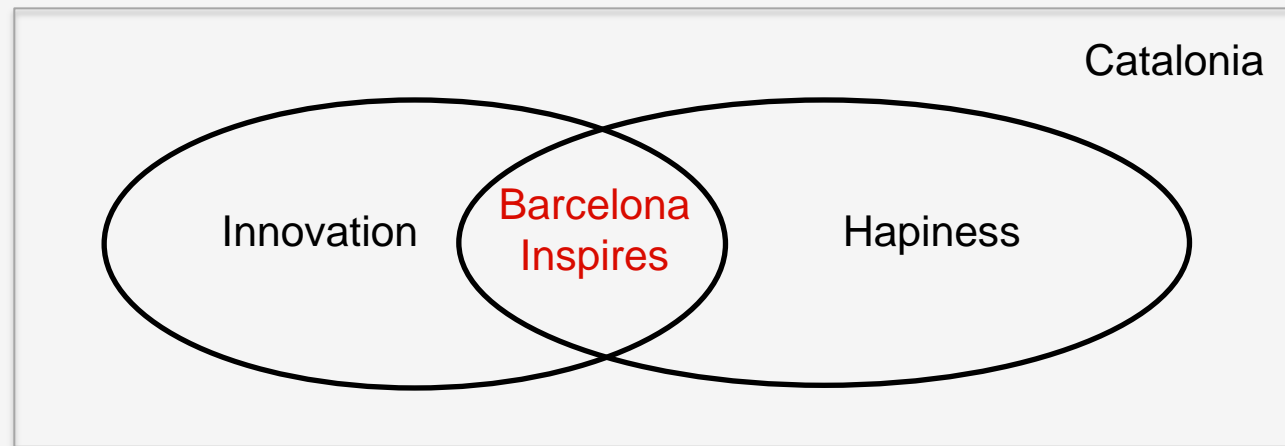 Catalonia
Innovation
Barcelona
Inspires
Hapiness